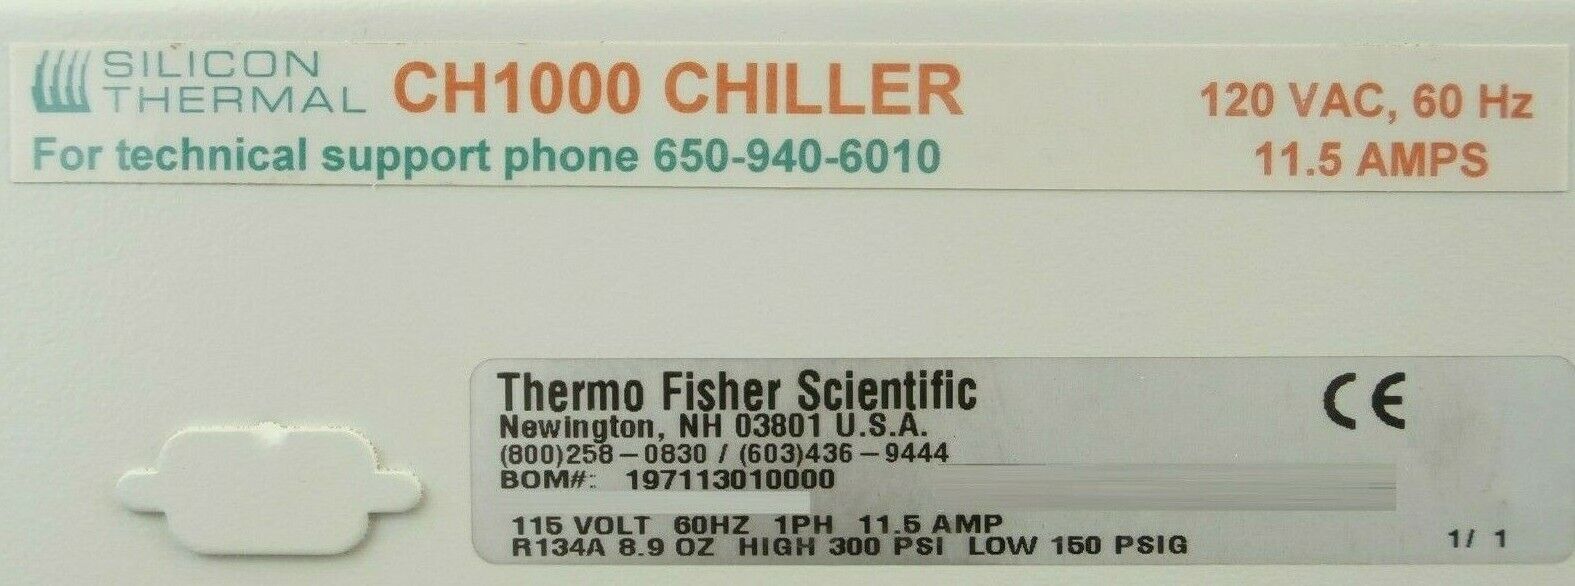 SILICON
THERMAL
CH1000 CHILLER
120 VAC, 60 Hz
For technical support phone 650-940-6010
11.5 AMPS
Thermo Fisher Scientific
CE
Newington, NH 03801 U.S.A.
(800)258-0830 / (603)436-9444
BOM#: 197113010000
115 VOLT 60HZ 1PH 11.5 AMP
R134A 8.9 OZ HIGH 300 PSI LOW 150 PSIG
1/ 1